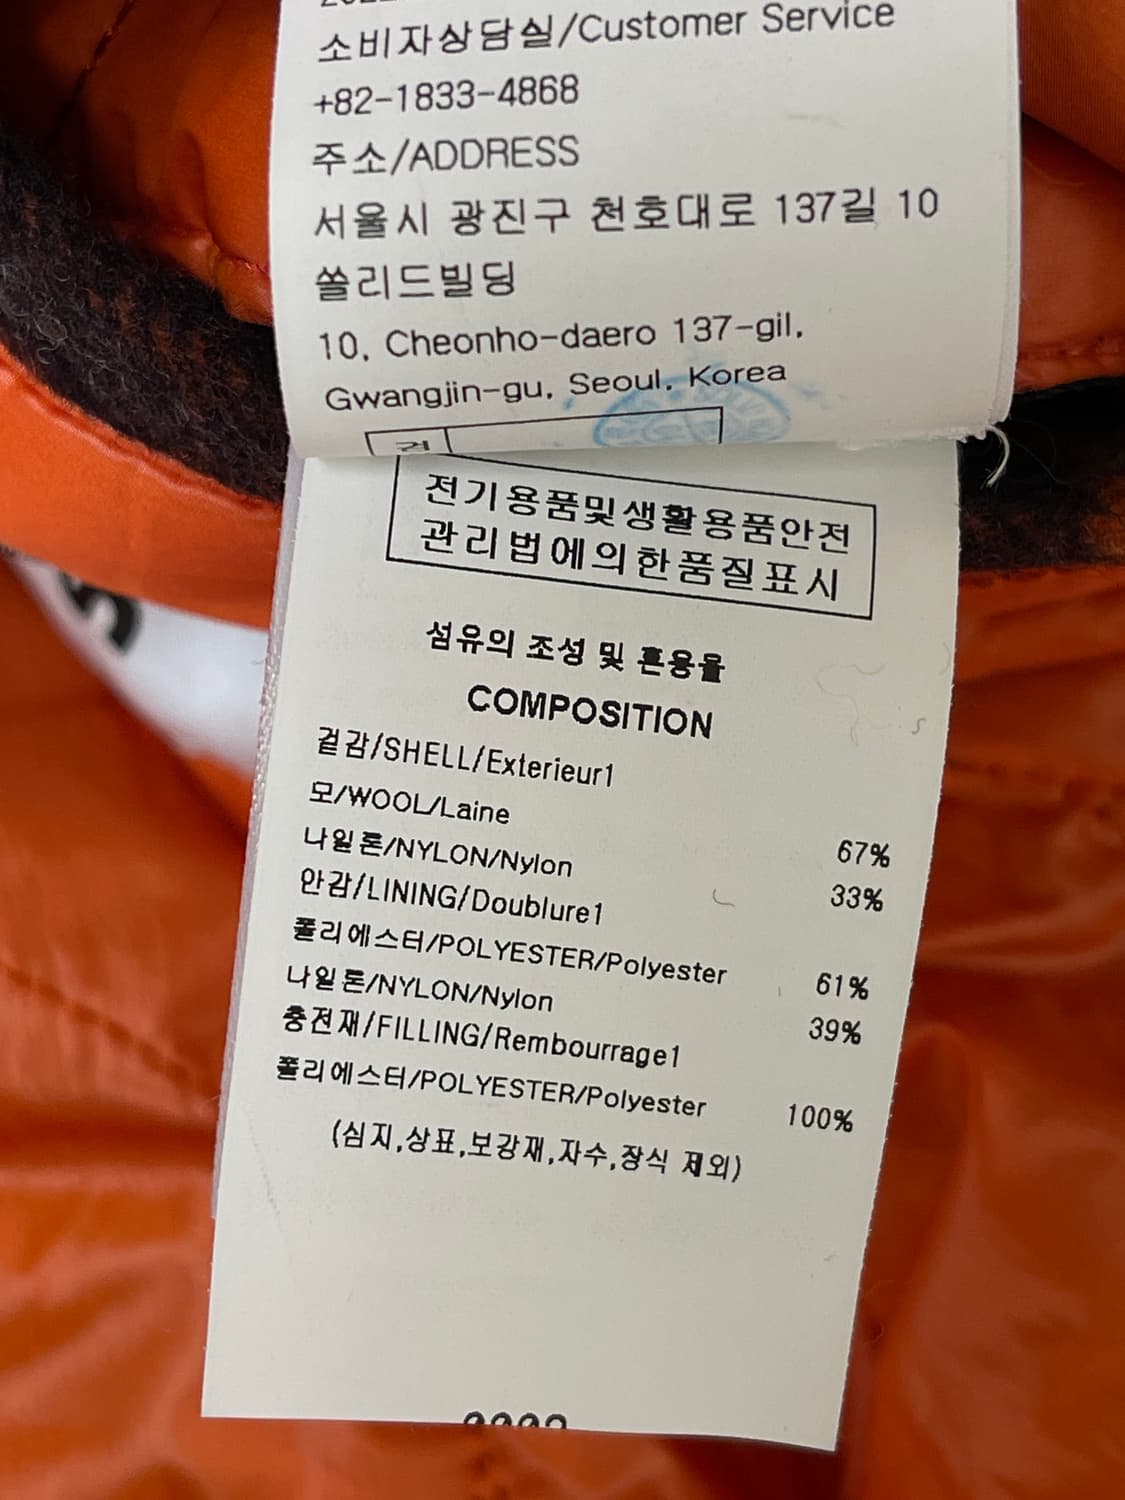 소비자상담실/Customer Service
+82-1833-4868
주소/ADDRESS
서울시 광진구 천호대로 137길 10
쏠리드빌딩
10, Cheonho-daero 137-gil,
Gwangjin-gu, Seoul, Korea
전기용품및생활용품안전
관리법에의한품질표시
섬유의 조성 및 혼용율
COMPOSITION
겉감/SHELL/Exterieur1
모/WOOL/Laine 67%
나일론/NYLON/Nylon 33%
안감/LINING/Doublure1
폴리에스터/POLYESTER/Polyester 61%
나일론/NYLON/Nylon 39%
충전재/FILLING/Rembourrage1
폴리에스터/POLYESTER/Polyester 100%
(심지,상표,보강재,자수,장식 제외)